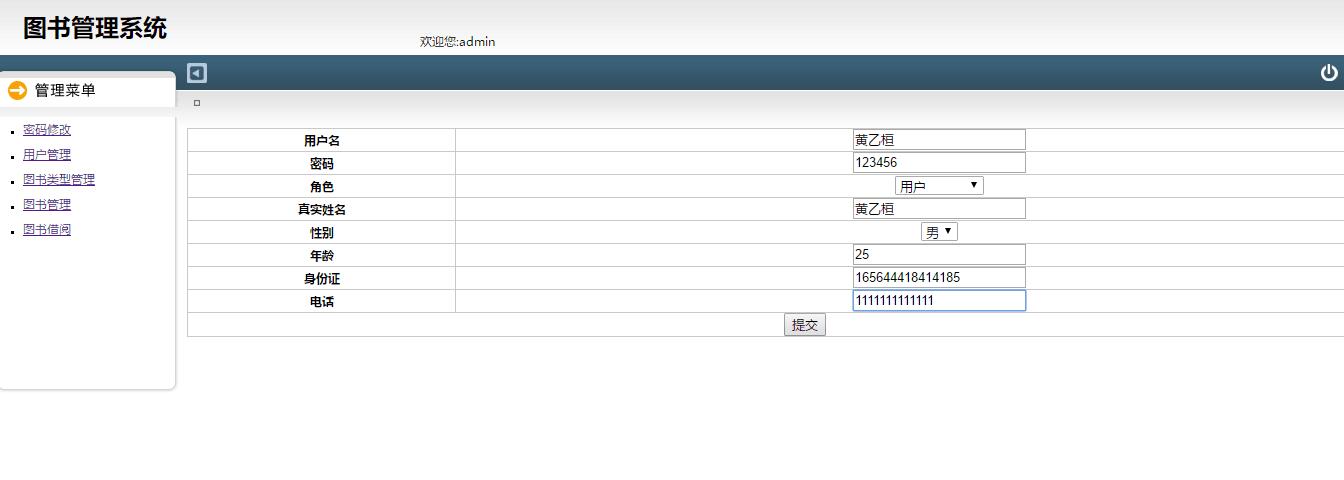 图书管理系统
欢迎您:admin
管理菜单
密码修改
用户管理
图书类型管理
图书管理
图书借阅
用户名 黄乙桓
密码 123456
角色 用户
真实姓名 黄乙桓
性别 男
年龄 25
身份证 165644418414185
电话 1111111111111
提交